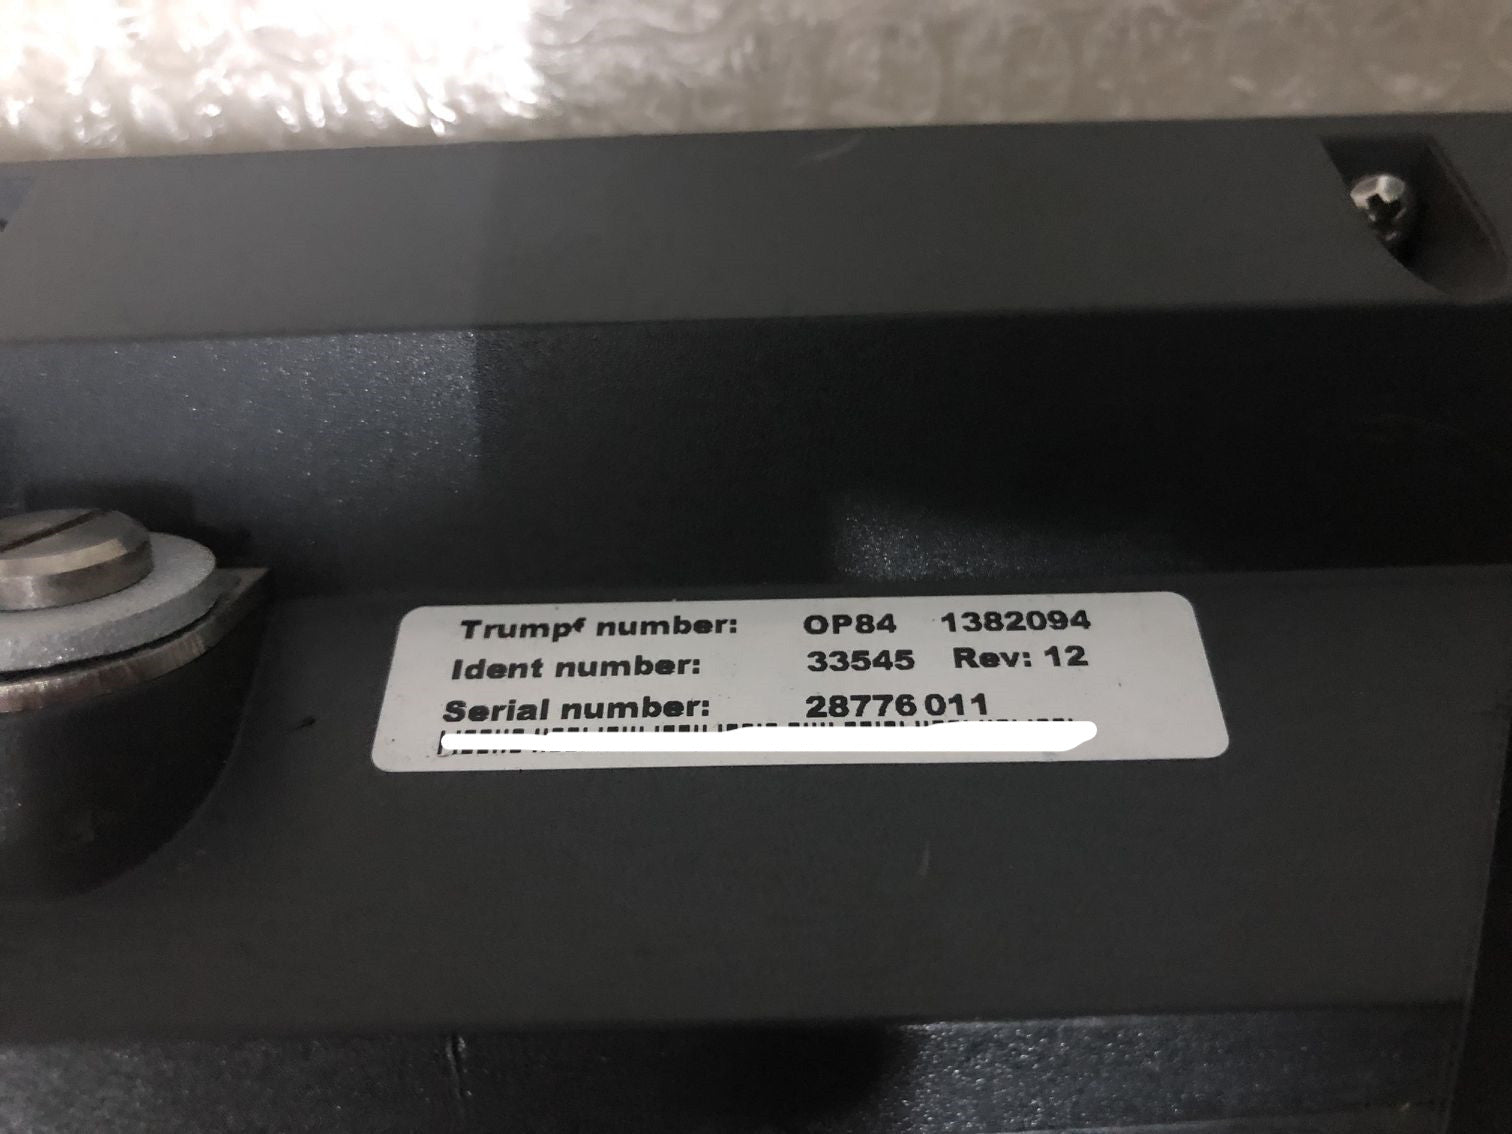 Trumpf number: OP84 1382094
Ident number: 33545 Rev: 12
Serial number: 28776 011